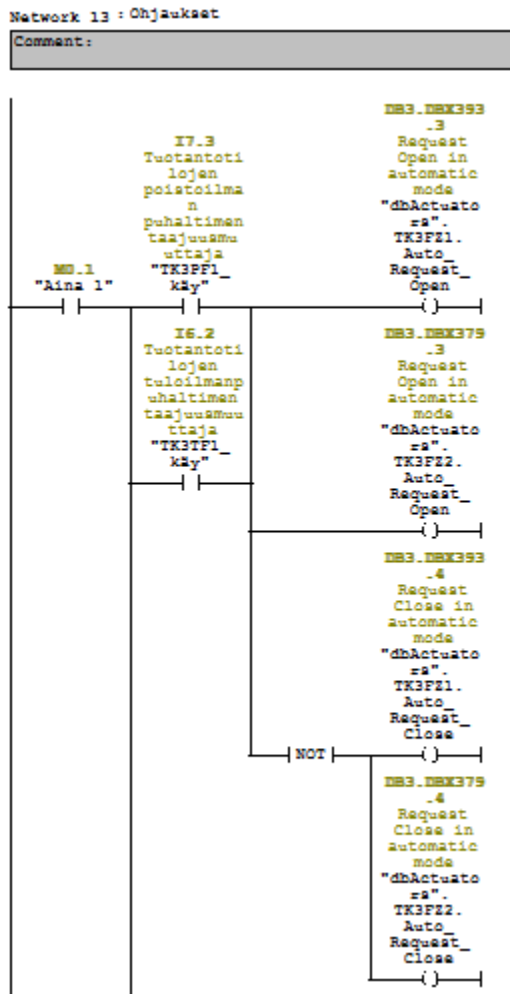 Network 13 : Ohjaukset
Comment:
I7.3
Tuotantoti
lojen
poistoilma
n
puhaltimen
taajuusmu
uttaja
"TK3PF1_
käy"
DB3.DBX393
.3
Request
Open in
automatic
mode
"dbActuato
rs".
TK3FZ1.
Auto_
Request_
Open
M0.1
"Aina 1"
I6.2
Tuotantoti
lojen
tuloilmanp
uhaltimen
taajuusmuu
ttaja
"TK3TF1_
käy"
DB3.DBX379
.3
Request
Open in
automatic
mode
"dbActuato
rs".
TK3FZ2.
Auto_
Request_
Open
DB3.DBX393
.4
Request
Close in
automatic
mode
"dbActuato
rs".
TK3FZ1.
Auto_
Request_
Close
NOT
DB3.DBX379
.4
Request
Close in
automatic
mode
"dbActuato
rs".
TK3FZ2.
Auto_
Request_
Close